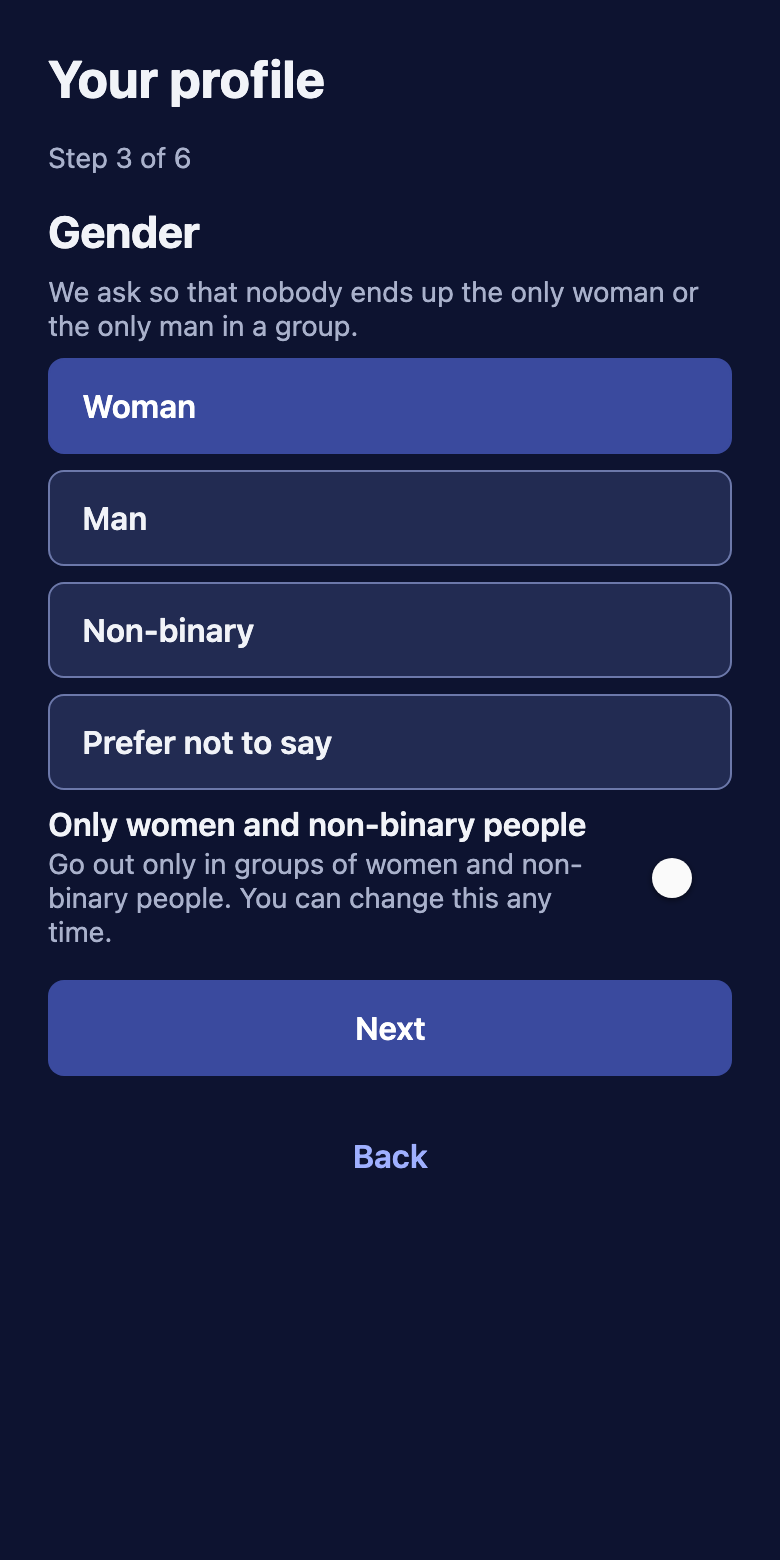 Your profile
Step 3 of 6
Gender
We ask so that nobody ends up the only woman or
the only man in a group.
Woman
Man
Non-binary
Prefer not to say
Only women and non-binary people
Go out only in groups of women and non-
binary people. You can change this any
time.
Next
Back